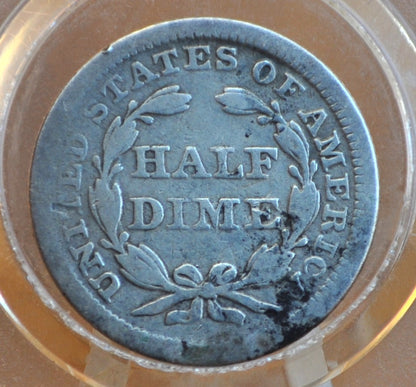 UNITED STATES OF AMERICA
HALF
DIME